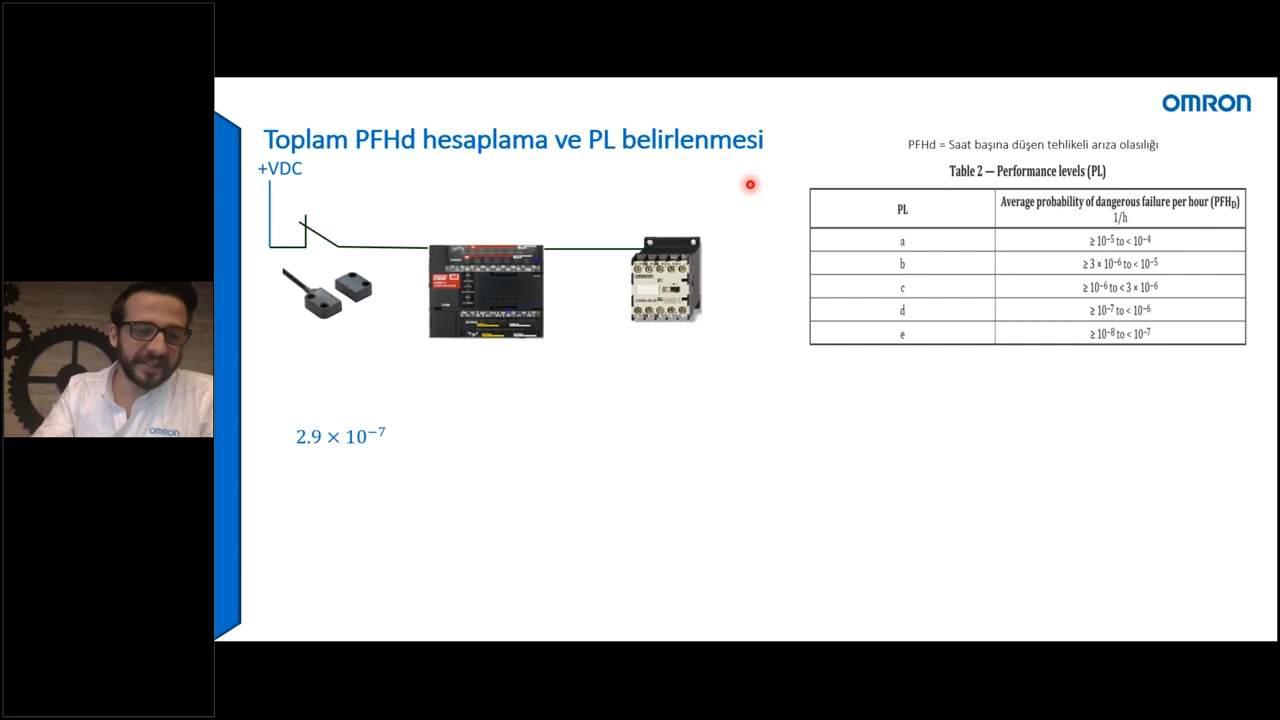 OMRON
Toplam PFHd hesaplama ve PL belirlenmesi
+VDC
PFHd = Saat başına düşen tehlikeli arıza olasılığı
Table 2 — Performance levels (PL)
PL
Average probability of dangerous failure per hour (PFHD)
1/h
a
≥ 10⁻⁵ to < 10⁻⁴
b
≥ 3 × 10⁻⁶ to < 10⁻⁵
c
≥ 10⁻⁶ to < 3 × 10⁻⁶
d
≥ 10⁻⁷ to < 10⁻⁶
e
≥ 10⁻⁸ to < 10⁻⁷
OMRON
2.9 × 10⁻⁷
OMRON